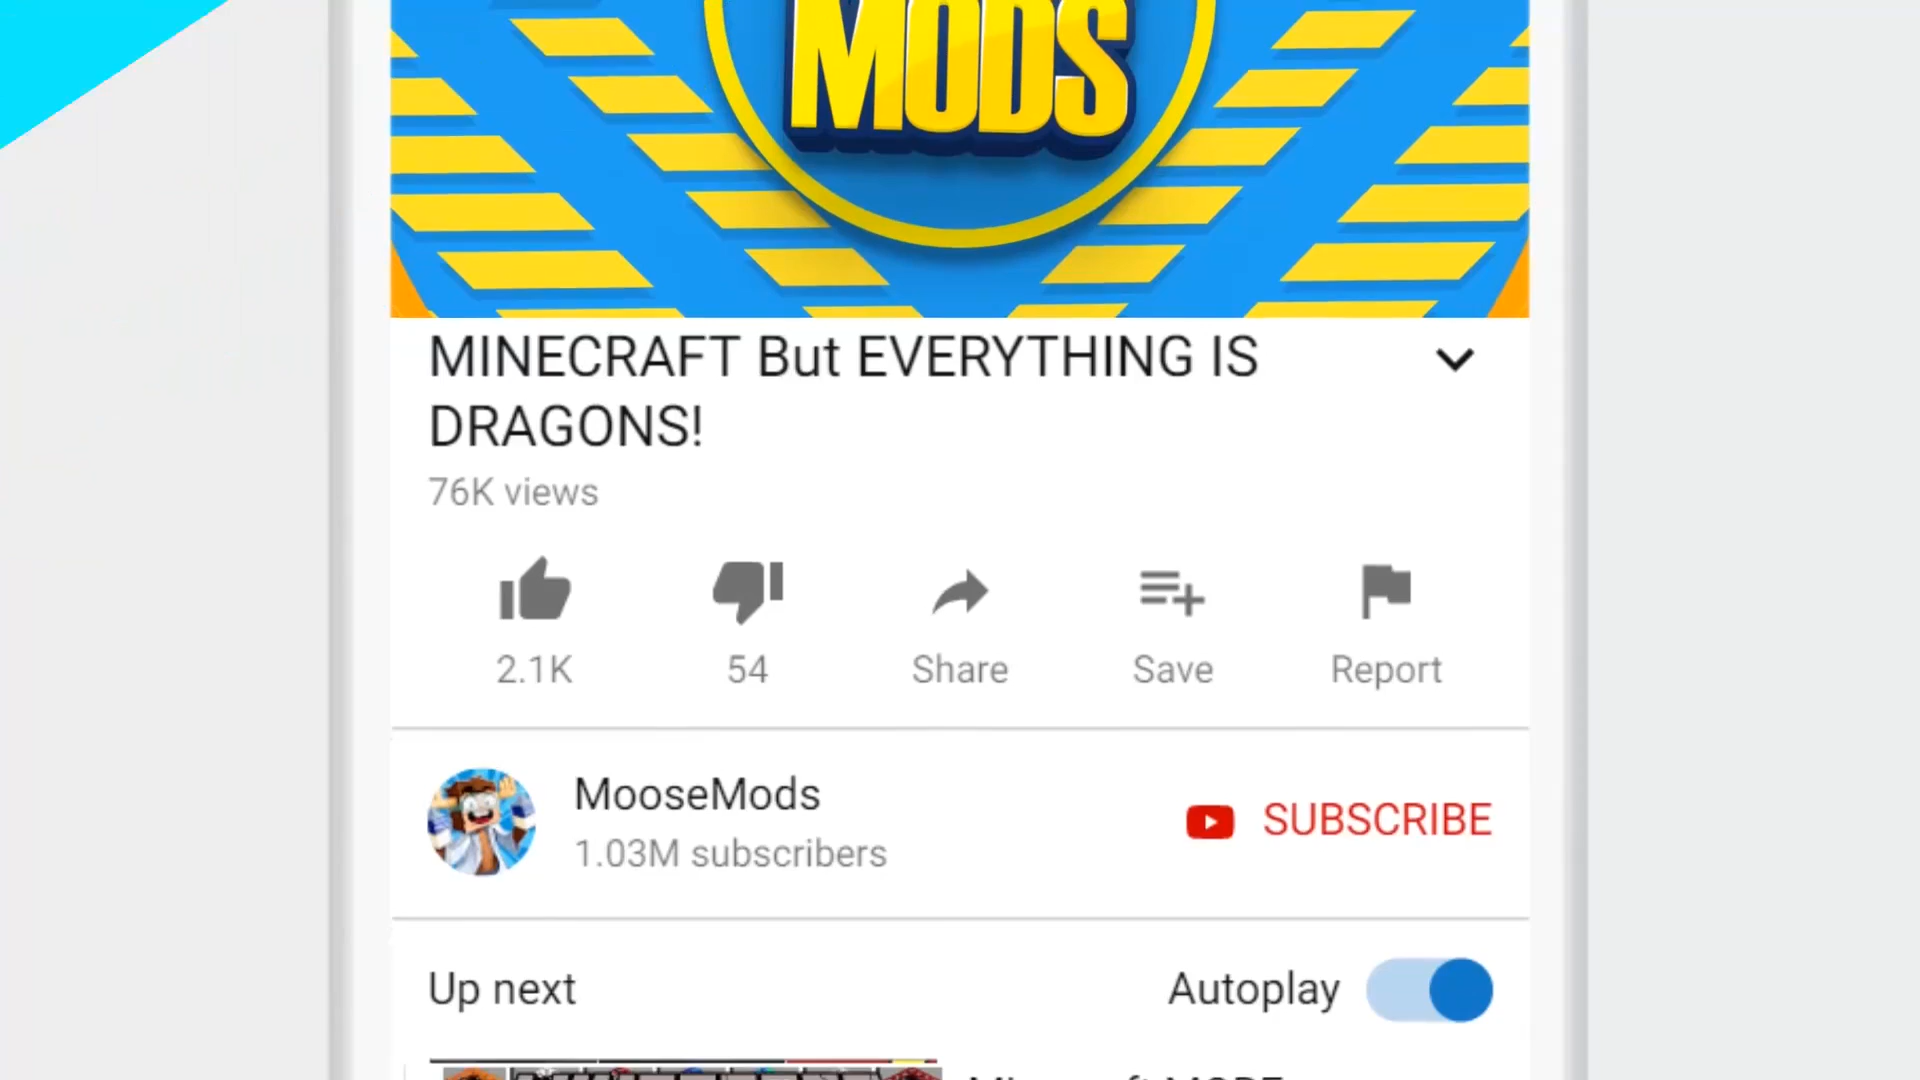 MODS
MINECRAFT But EVERYTHING IS
DRAGONS!
76K views
2.1K
54
Share
Save
Report
MooseMods
1.03M subscribers
SUBSCRIBE
Up next
Autoplay